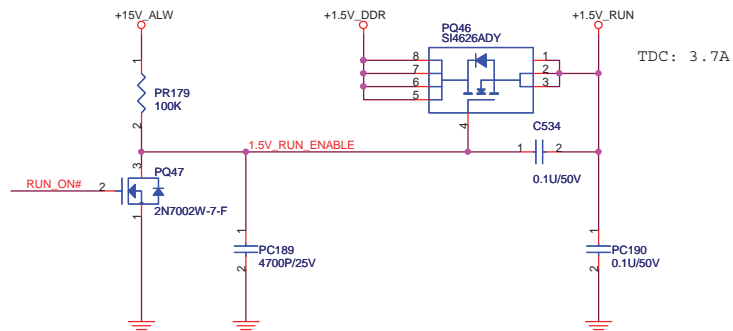 +15V_ALW
+1.5V_DDR
+1.5V_RUN
PQ46
SI4626ADY
TDC: 3.7A
8
7
6
5
1
2
3
4
1
PR179
100K
2
1.5V_RUN_ENABLE
C534
1
2
0.1U/50V
3
PQ47
RUN_ON#
2
2N7002W-7-F
1
1
PC189
4700P/25V
2
1
PC190
0.1U/50V
2